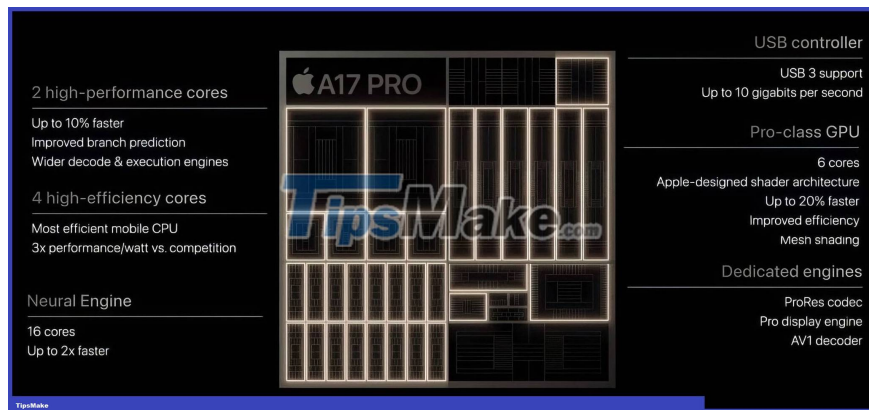 A17 PRO
2 high-performance cores
Up to 10% faster
Improved branch prediction
Wider decode & execution engines
4 high-efficiency cores
Most efficient mobile CPU
3x performance/watt vs. competition
Neural Engine
16 cores
Up to 2x faster
USB controller
USB 3 support
Up to 10 gigabits per second
Pro-class GPU
6 cores
Apple-designed shader architecture
Up to 20% faster
Improved efficiency
Mesh shading
Dedicated engines
ProRes codec
Pro display engine
AV1 decoder
TipsMake.com
TipsMake